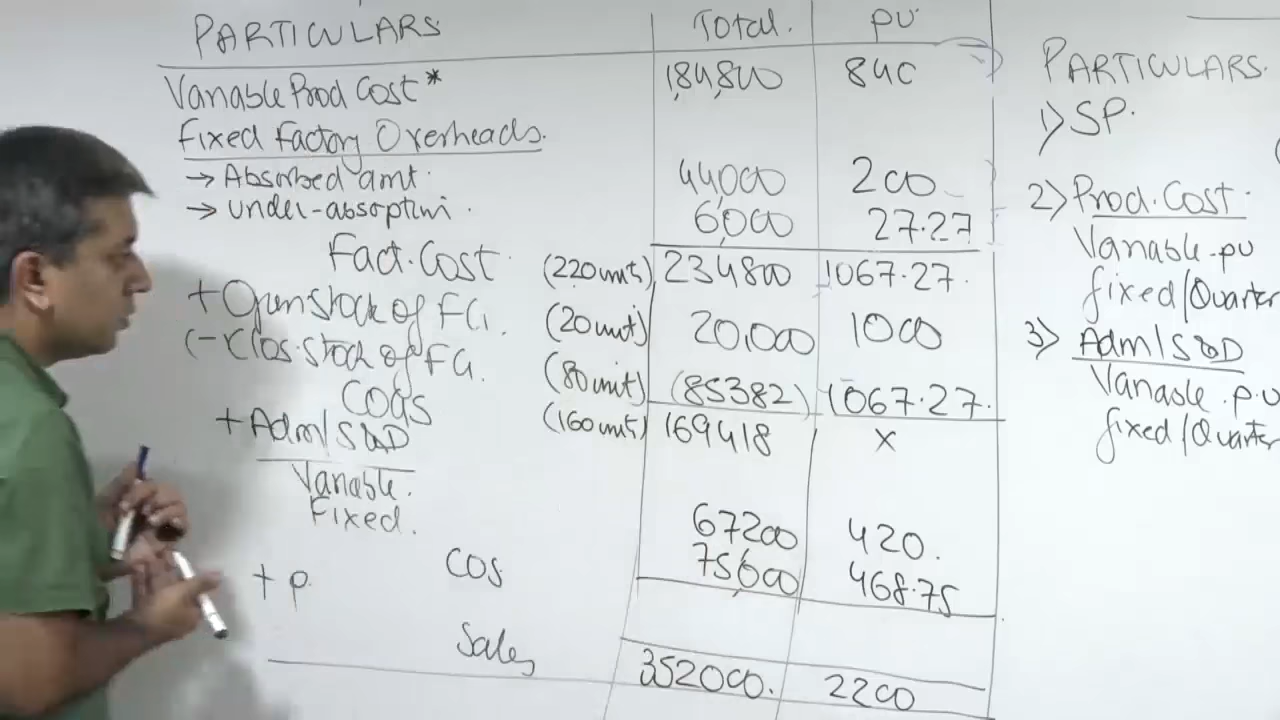 PARTICULARS Total. PU
Variable Prod Cost* 1,84,800 840
Fixed Factory Overheads.
→ Absorbed amt. 44,000 200
→ Under-absoptim. 6,000 27.27
Fact. Cost (220 units) 234800 1067.27.
+ Open stock of FG. (20 unit) 20,000 1000
(-) Clos. stock of FG. (80 unit) (85382) 1067.27.
COGS (160 units) 169418 x
+ Adm/S&D
Variable. 67200 420.
Fixed. 75,000 468.75
COS
+ P.
Sales 352000. 2200
PARTICULARS.
1) SP.
2) Prod. Cost.
Variable. pu
fixed/Quarter
3) Adm/S&D
Variable. p.u
fixed/Quarter